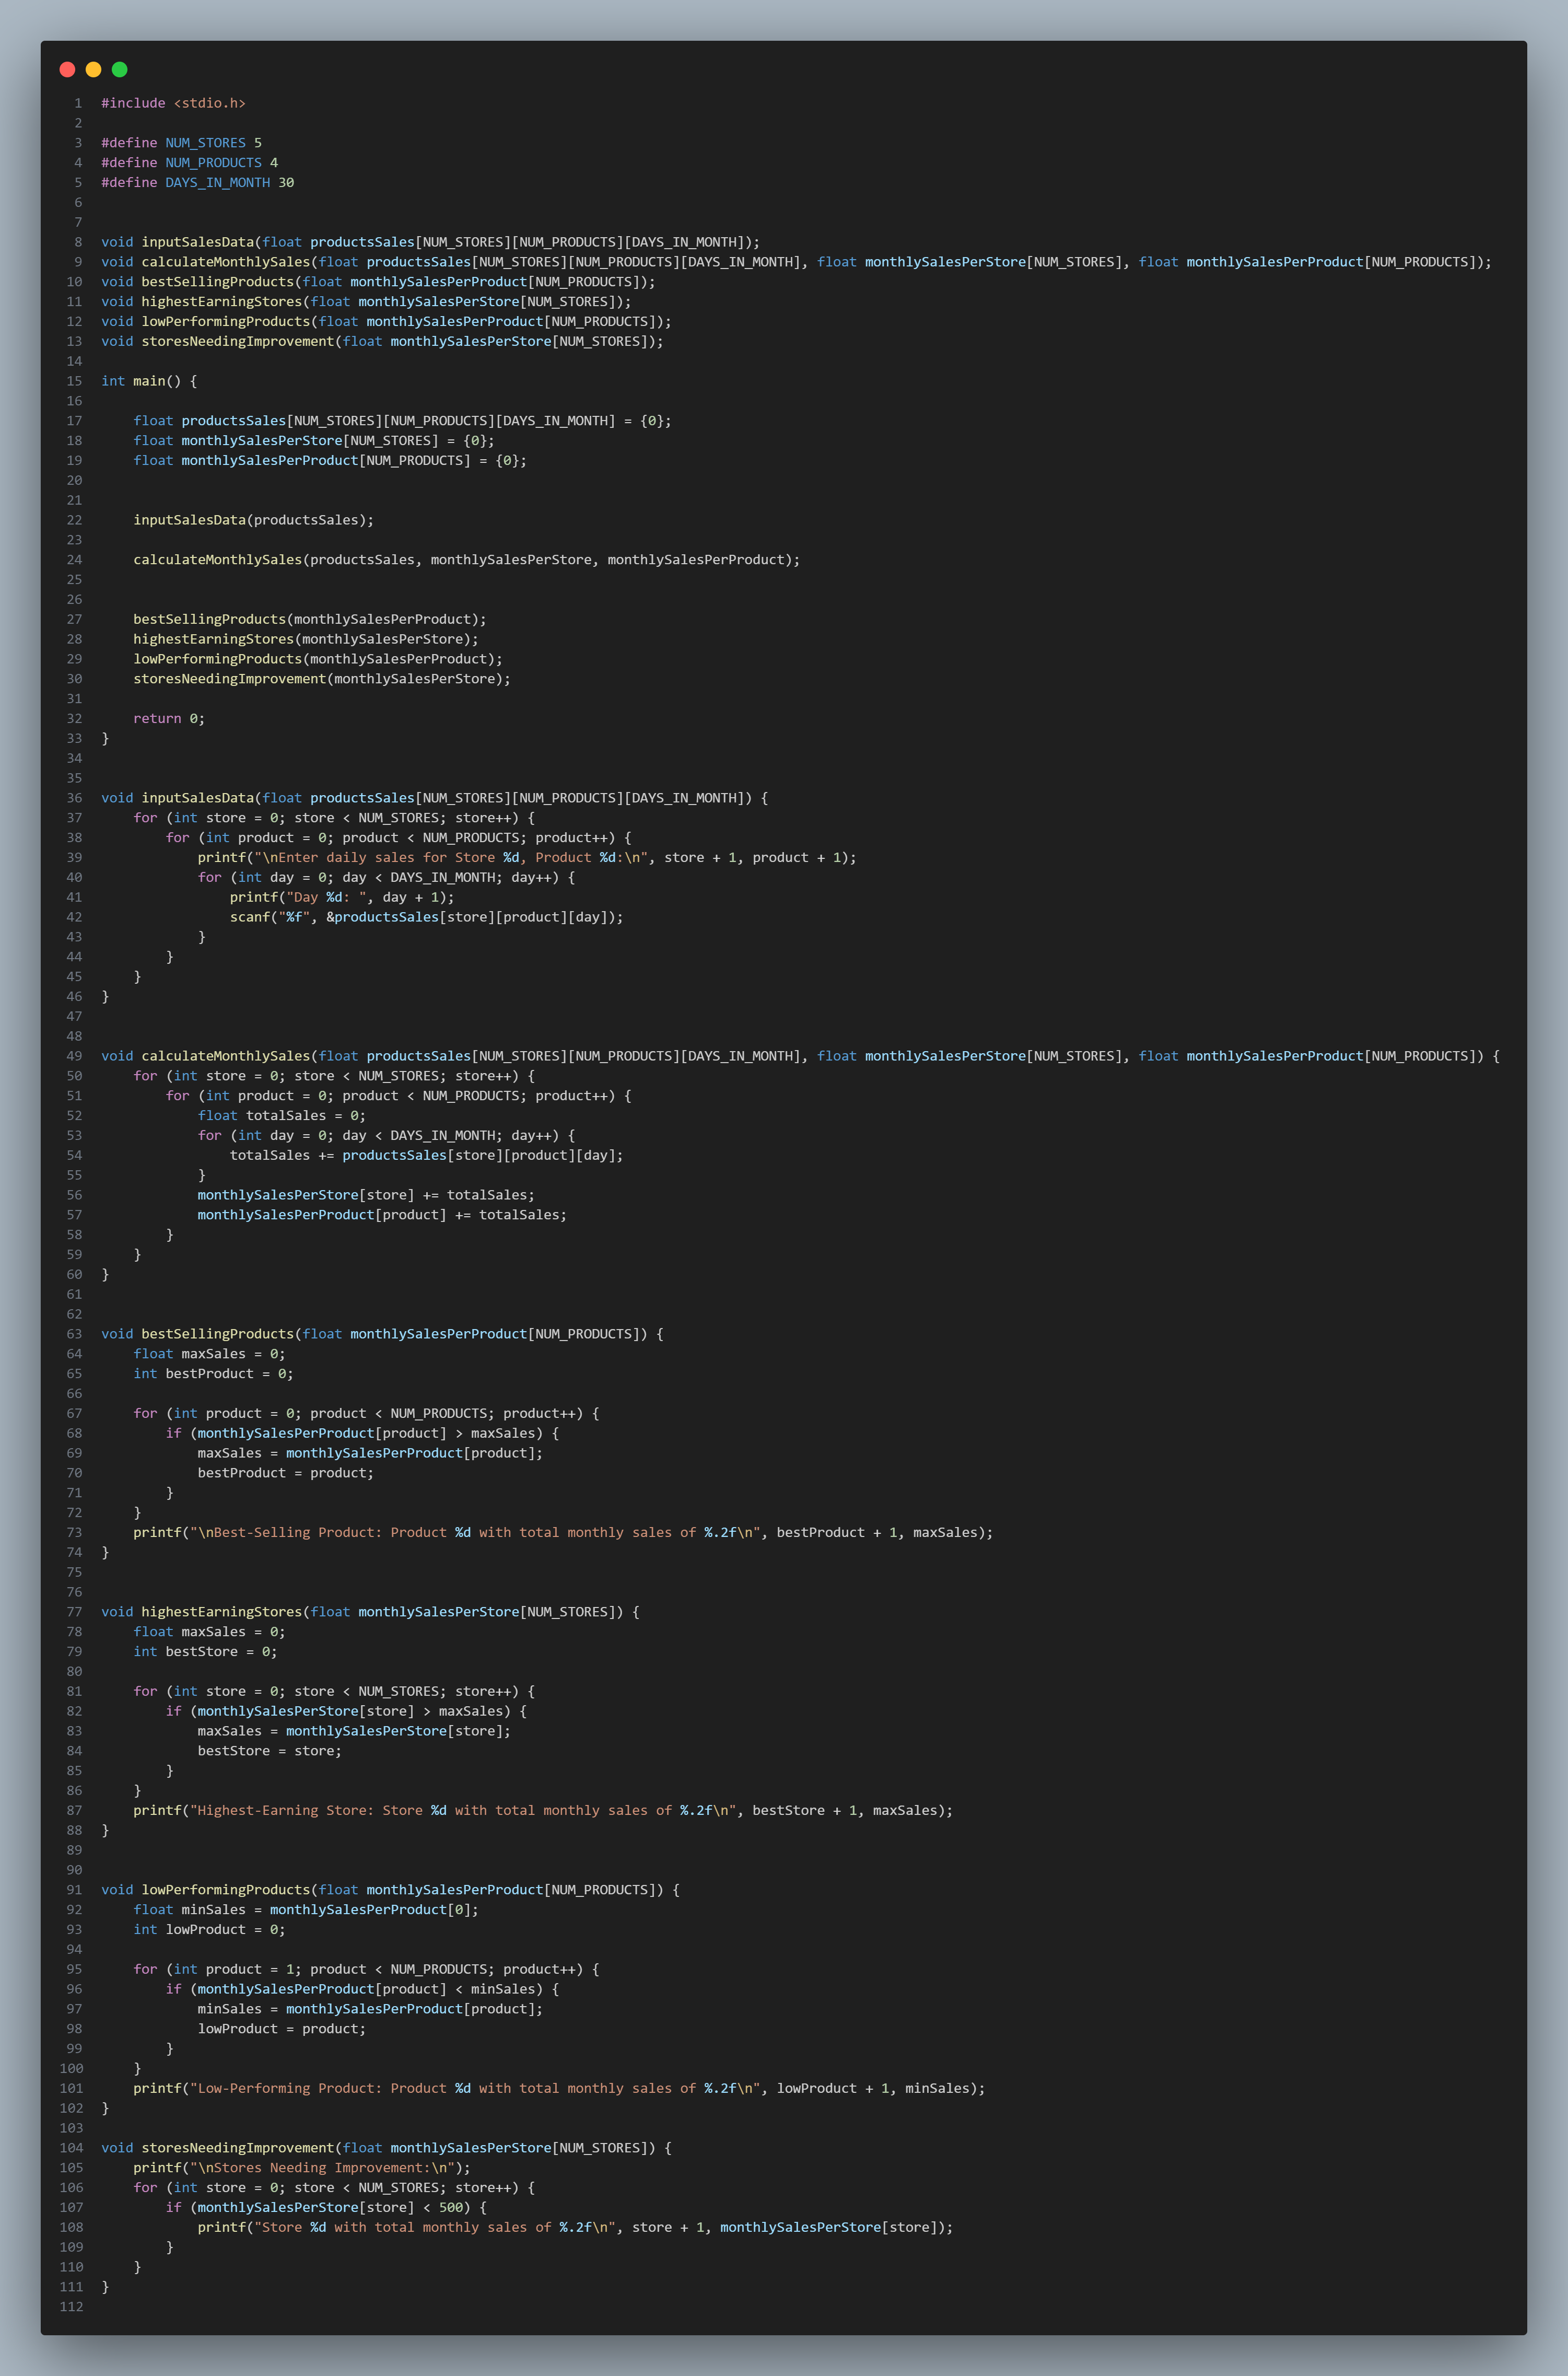 1 #include <stdio.h>
2
3 #define NUM_STORES 5
4 #define NUM_PRODUCTS 4
5 #define DAYS_IN_MONTH 30
6
7
8 void inputSalesData(float productsSales[NUM_STORES][NUM_PRODUCTS][DAYS_IN_MONTH]);
9 void calculateMonthlySales(float productsSales[NUM_STORES][NUM_PRODUCTS][DAYS_IN_MONTH], float monthlySalesPerStore[NUM_STORES], float monthlySalesPerProduct[NUM_PRODUCTS]);
10 void bestSellingProducts(float monthlySalesPerProduct[NUM_PRODUCTS]);
11 void highestEarningStores(float monthlySalesPerStore[NUM_STORES]);
12 void lowPerformingProducts(float monthlySalesPerProduct[NUM_PRODUCTS]);
13 void storesNeedingImprovement(float monthlySalesPerStore[NUM_STORES]);
14
15 int main() {
16
17     float productsSales[NUM_STORES][NUM_PRODUCTS][DAYS_IN_MONTH] = {0};
18     float monthlySalesPerStore[NUM_STORES] = {0};
19     float monthlySalesPerProduct[NUM_PRODUCTS] = {0};
20
21
22     inputSalesData(productsSales);
23
24     calculateMonthlySales(productsSales, monthlySalesPerStore, monthlySalesPerProduct);
25
26
27     bestSellingProducts(monthlySalesPerProduct);
28     highestEarningStores(monthlySalesPerStore);
29     lowPerformingProducts(monthlySalesPerProduct);
30     storesNeedingImprovement(monthlySalesPerStore);
31
32     return 0;
33 }
34
35
36 void inputSalesData(float productsSales[NUM_STORES][NUM_PRODUCTS][DAYS_IN_MONTH]) {
37     for (int store = 0; store < NUM_STORES; store++) {
38         for (int product = 0; product < NUM_PRODUCTS; product++) {
39             printf("\nEnter daily sales for Store %d, Product %d:\n", store + 1, product + 1);
40             for (int day = 0; day < DAYS_IN_MONTH; day++) {
41                 printf("Day %d: ", day + 1);
42                 scanf("%f", &productsSales[store][product][day]);
43             }
44         }
45     }
46 }
47
48
49 void calculateMonthlySales(float productsSales[NUM_STORES][NUM_PRODUCTS][DAYS_IN_MONTH], float monthlySalesPerStore[NUM_STORES], float monthlySalesPerProduct[NUM_PRODUCTS]) {
50     for (int store = 0; store < NUM_STORES; store++) {
51         for (int product = 0; product < NUM_PRODUCTS; product++) {
52             float totalSales = 0;
53             for (int day = 0; day < DAYS_IN_MONTH; day++) {
54                 totalSales += productsSales[store][product][day];
55             }
56             monthlySalesPerStore[store] += totalSales;
57             monthlySalesPerProduct[product] += totalSales;
58         }
59     }
60 }
61
62
63 void bestSellingProducts(float monthlySalesPerProduct[NUM_PRODUCTS]) {
64     float maxSales = 0;
65     int bestProduct = 0;
66
67     for (int product = 0; product < NUM_PRODUCTS; product++) {
68         if (monthlySalesPerProduct[product] > maxSales) {
69             maxSales = monthlySalesPerProduct[product];
70             bestProduct = product;
71         }
72     }
73     printf("\nBest-Selling Product: Product %d with total monthly sales of %.2f\n", bestProduct + 1, maxSales);
74 }
75
76
77 void highestEarningStores(float monthlySalesPerStore[NUM_STORES]) {
78     float maxSales = 0;
79     int bestStore = 0;
80
81     for (int store = 0; store < NUM_STORES; store++) {
82         if (monthlySalesPerStore[store] > maxSales) {
83             maxSales = monthlySalesPerStore[store];
84             bestStore = store;
85         }
86     }
87     printf("Highest-Earning Store: Store %d with total monthly sales of %.2f\n", bestStore + 1, maxSales);
88 }
89
90
91 void lowPerformingProducts(float monthlySalesPerProduct[NUM_PRODUCTS]) {
92     float minSales = monthlySalesPerProduct[0];
93     int lowProduct = 0;
94
95     for (int product = 1; product < NUM_PRODUCTS; product++) {
96         if (monthlySalesPerProduct[product] < minSales) {
97             minSales = monthlySalesPerProduct[product];
98             lowProduct = product;
99         }
100     }
101     printf("Low-Performing Product: Product %d with total monthly sales of %.2f\n", lowProduct + 1, minSales);
102 }
103
104 void storesNeedingImprovement(float monthlySalesPerStore[NUM_STORES]) {
105     printf("\nStores Needing Improvement:\n");
106     for (int store = 0; store < NUM_STORES; store++) {
107         if (monthlySalesPerStore[store] < 500) {
108             printf("Store %d with total monthly sales of %.2f\n", store + 1, monthlySalesPerStore[store]);
109         }
110     }
111 }
112